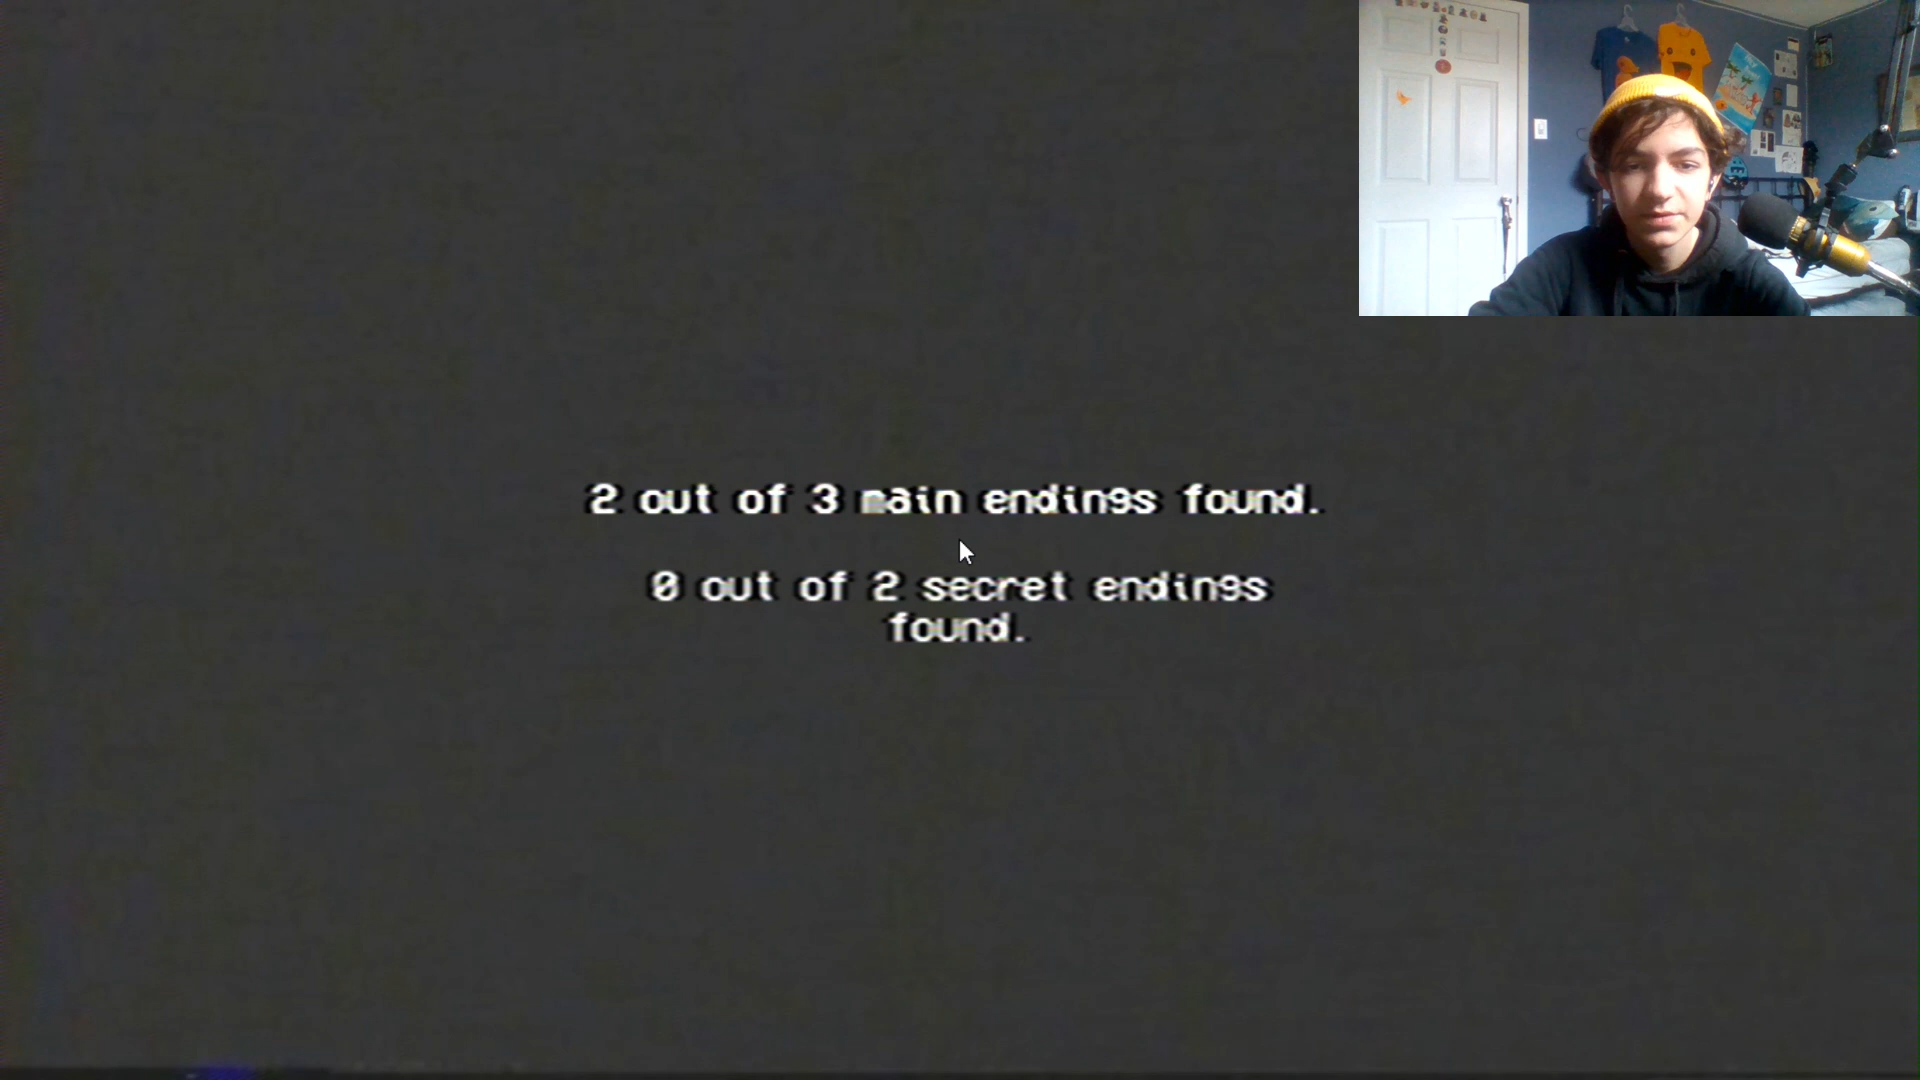 2 out of 3 main endings found.
0 out of 2 secret endings
found.